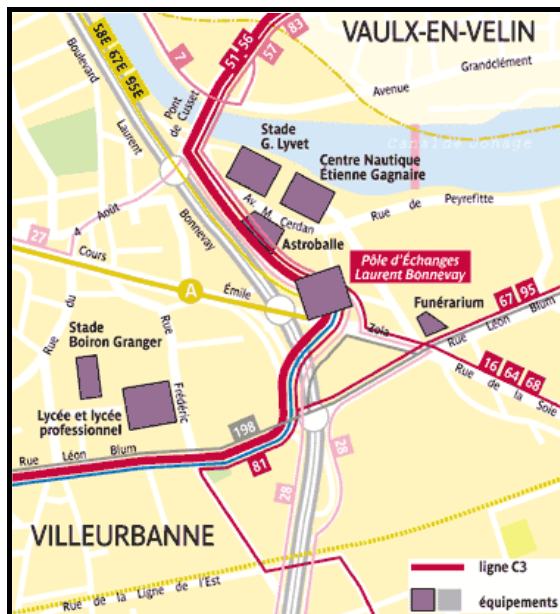 VAULX-EN-VELIN
58E 67E 95E
51 56
57
83
7
Boulevard
Laurent
Bonnevay
Pont
de Cusset
Avenue Grandclément
Stade
G. Lyvet
Centre Nautique
Étienne Gagnaire
Canal de Jonage
Rue de Peyrefitte
Av. M. Cerdan
Astroballe
4 Août
27
Cours
Émile
Zola
A
Pôle d'Échanges
Laurent Bonnevay
Funérarium
67 95
Rue Léon Blum
16 64 68
Rue de la Soie
Stade
Boiron Granger
Rue du
Rue
Frédéric
Lycée et lycée
professionnel
198
Rue Léon Blum
81
28
28
VILLEURBANNE
Rue de la Ligne de l'Est
ligne C3
équipements